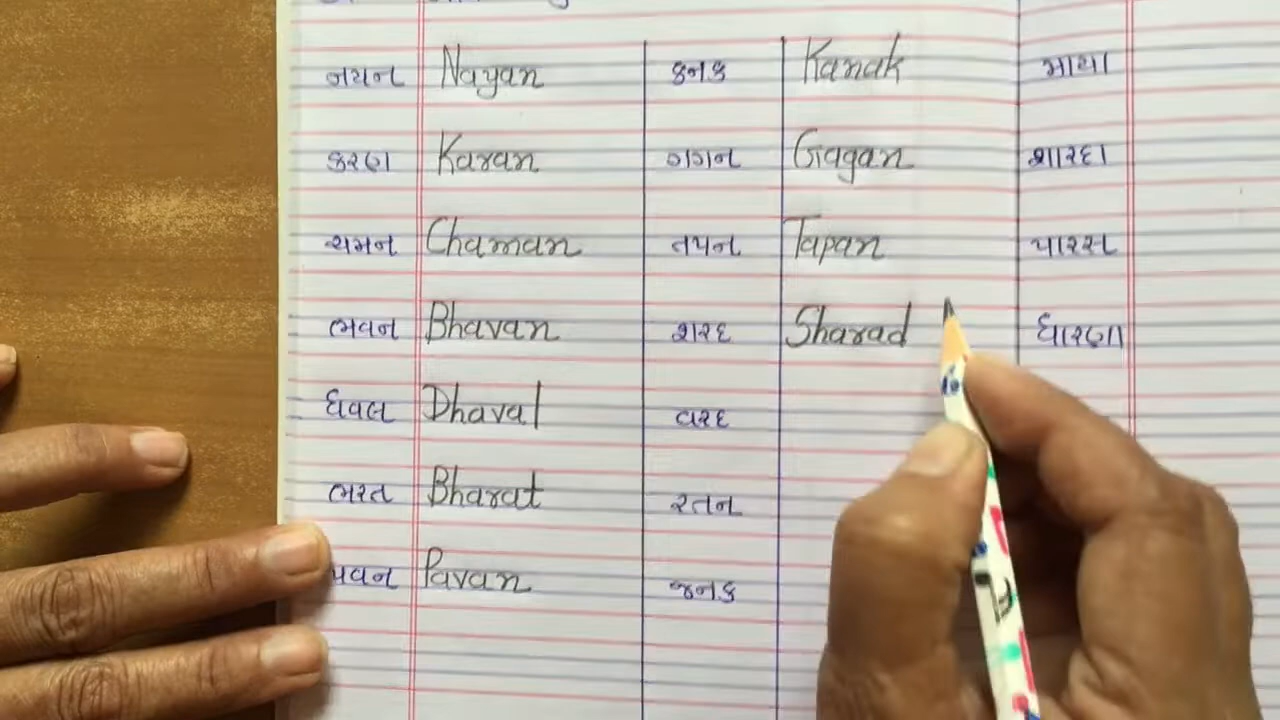 નયન Nayan કનક Kanak માયા
કરણ Karan ગગન Gagan શારદા
ચમન Chaman તપન Tapan પારસ
ભવન Bhavan શરદ Sharad ધારણા
ધવલ Dhaval વરદ
ભરત Bharat રતન
પવન Pavan જનક